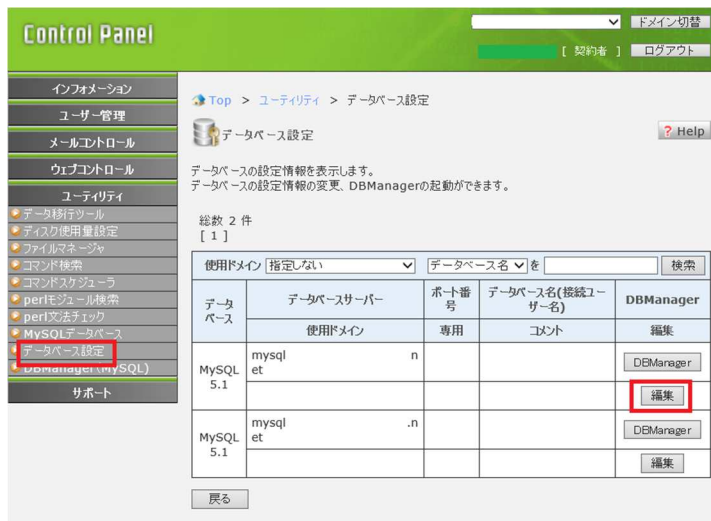 Control Panel
ドメイン切替
[ 契約者 ] ログアウト
インフォメーション
ユーザー管理
メールコントロール
ウェブコントロール
ユーティリティ
データ移行ツール
ディスク使用量設定
ファイルマネージャ
コマンド検索
コマンドスケジューラ
perlモジュール検索
perl文法チェック
MySQLデータベース
データベース設定
DBManager(MySQL)
サポート
Top > ユーティリティ > データベース設定
データベース設定
? Help
データベースの設定情報を表示します。
データベースの設定情報の変更、DBManagerの起動ができます。
総数 2 件
[ 1 ]
使用ドメイン 指定しない データベース名 を 検索
データベース
データベースサーバー
ポート番号
データベース名(接続ユーザー名)
DBManager
使用ドメイン
専用
コメント
編集
MySQL 5.1
mysql n
et
DBManager
編集
MySQL 5.1
mysql .n
et
DBManager
編集
戻る